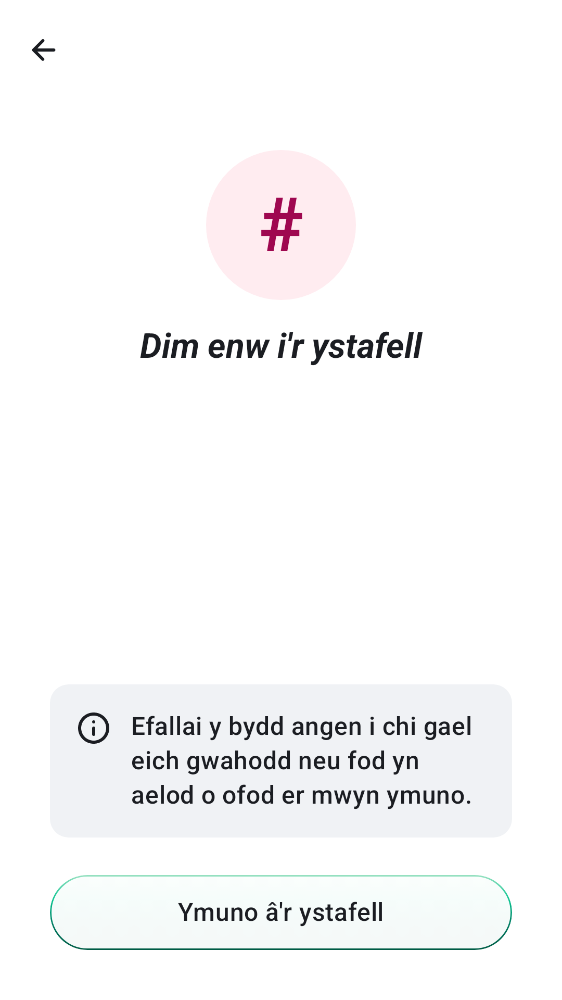 #
Dim enw i'r ystafell
Efallai y bydd angen i chi gael
eich gwahodd neu fod yn
aelod o ofod er mwyn ymuno.
Ymuno â'r ystafell